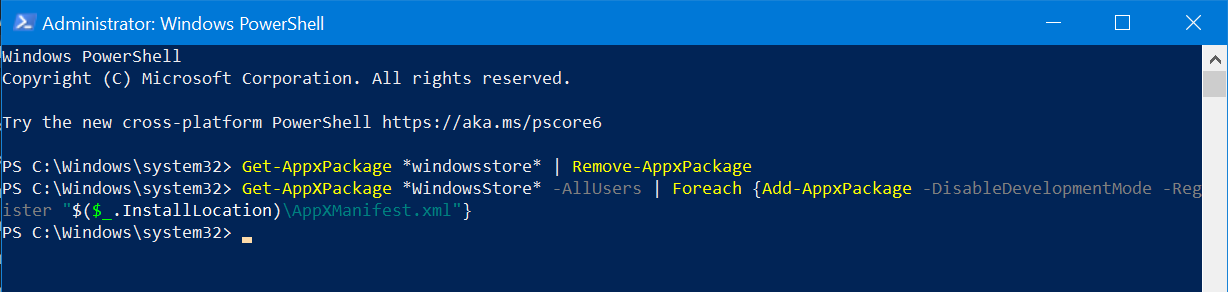 Administrator: Windows PowerShell
Windows PowerShell
Copyright (C) Microsoft Corporation. All rights reserved.
Try the new cross-platform PowerShell https://aka.ms/pscore6
PS C:\Windows\system32> Get-AppxPackage *windowsstore* | Remove-AppxPackage
PS C:\Windows\system32> Get-AppXPackage *WindowsStore* -AllUsers | Foreach {Add-AppxPackage -DisableDevelopmentMode -Reg
ister "$($_.InstallLocation)\AppXManifest.xml"}
PS C:\Windows\system32>